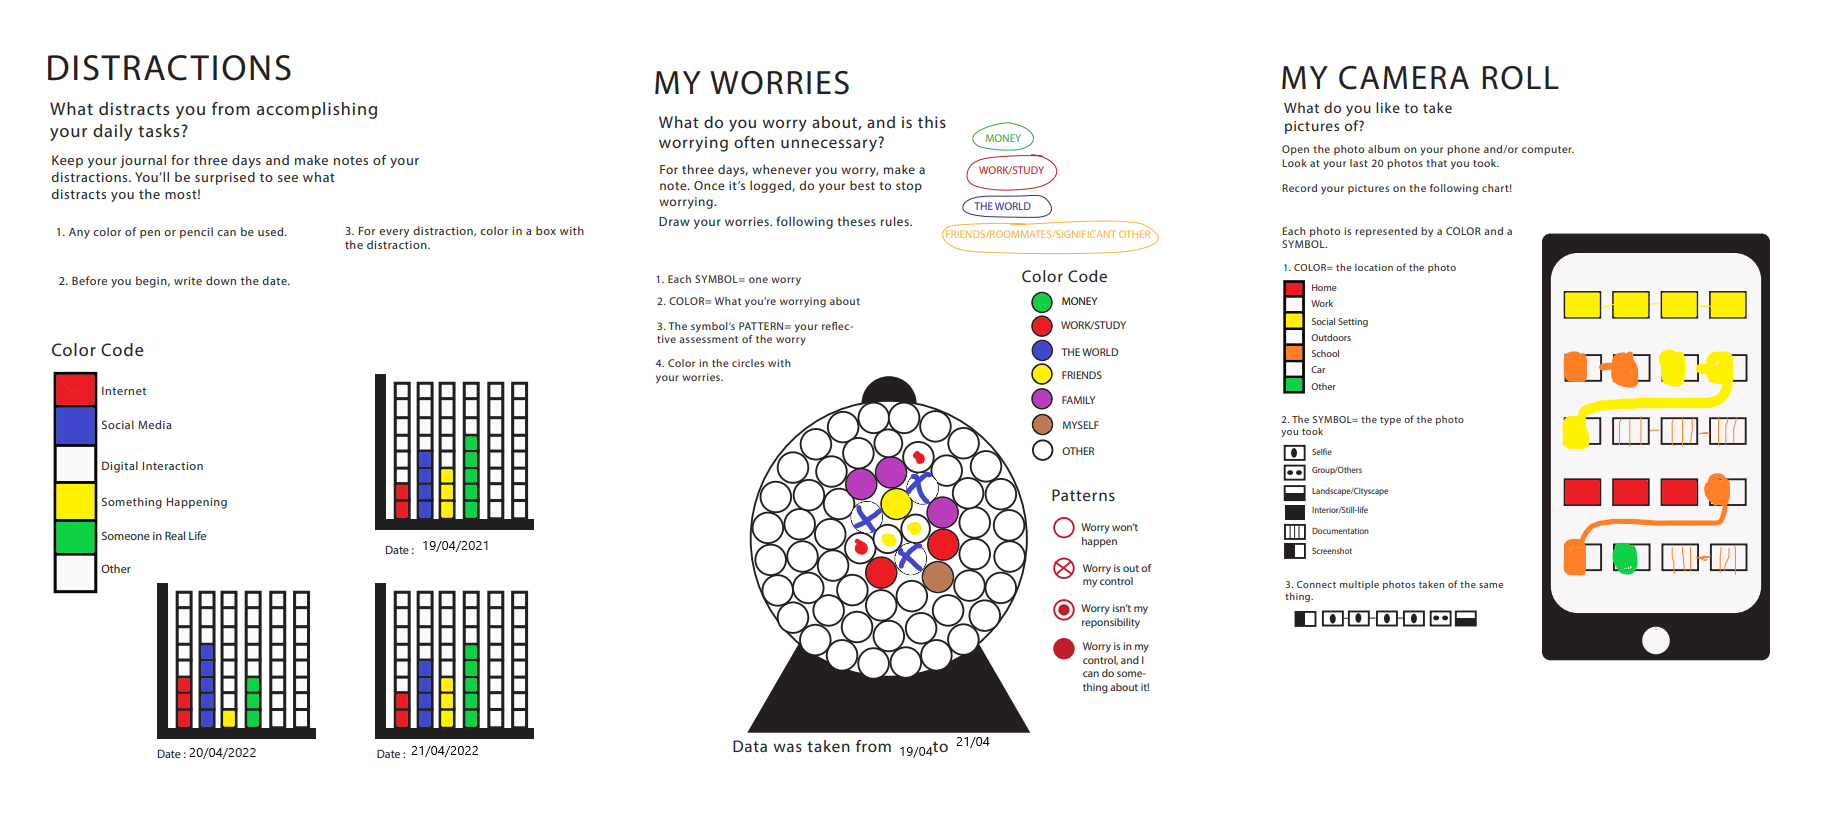 DISTRACTIONS
What distracts you from accomplishing
your daily tasks?
Keep your journal for three days and make notes of your
distractions. You'll be surprised to see what
distracts you the most!
1. Any color of pen or pencil can be used.
2. Before you begin, write down the date.
3. For every distraction, color in a box with
the distraction.
Color Code
Internet
Social Media
Digital Interaction
Something Happening
Someone in Real Life
Other
Date : 19/04/2021
Date : 20/04/2022
Date : 21/04/2022
MY WORRIES
What do you worry about, and is this
worrying often unnecessary?
For three days, whenever you worry, make a
note. Once it's logged, do your best to stop
worrying.
Draw your worries. following theses rules.
MONEY
WORK/STUDY
THE WORLD
FRIENDS/ROOMMATES/SIGNIFICANT OTHER
1. Each SYMBOL= one worry
2. COLOR= What you're worrying about
3. The symbol's PATTERN= your reflec-
tive assessment of the worry
4. Color in the circles with
your worries.
Color Code
MONEY
WORK/STUDY
THE WORLD
FRIENDS
FAMILY
MYSELF
OTHER
Patterns
Worry won't
happen
Worry is out of
my control
Worry isn't my
reponsibility
Worry is in my
control, and I
can do some-
thing about it!
Data was taken from 19/04 to 21/04
MY CAMERA ROLL
What do you like to take
pictures of?
Open the photo album on your phone and/or computer.
Look at your last 20 photos that you took.
Record your pictures on the following chart!
Each photo is represented by a COLOR and a
SYMBOL.
1. COLOR= the location of the photo
Home
Work
Social Setting
Outdoors
School
Car
Other
2. The SYMBOL= the type of the photo
you took
Selfie
Group/Others
Landscape/Cityscape
Interior/Still-life
Documentation
Screenshot
3. Connect multiple photos taken of the same
thing.